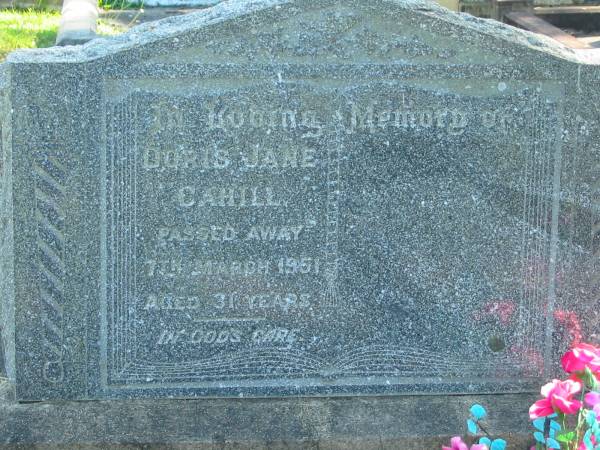 In Loving Memory of
DORIS JANE
CAHILL
PASSED AWAY
7TH MARCH 1951
AGED 31 YEARS
IN GODS CARE